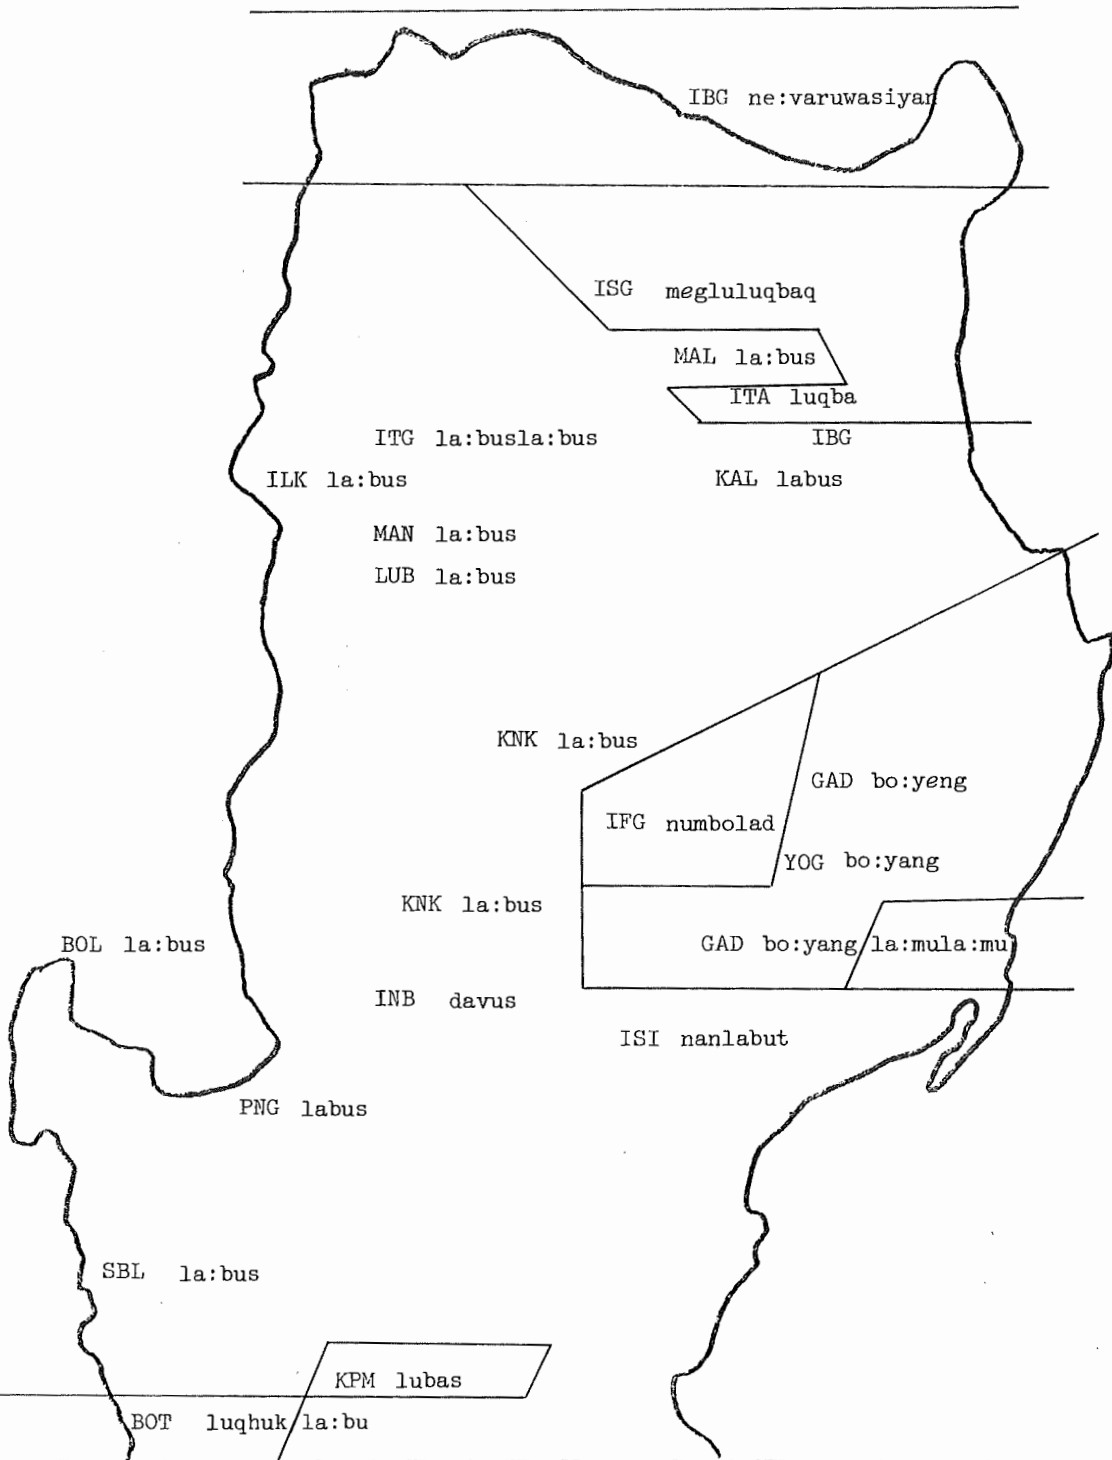 IBG ne:varuwasiyan
ISG megluluqbaq
MAL la:bus
ITA luqba
ITG la:busla:bus
IBG
ILK la:bus
KAL labus
MAN la:bus
LUB la:bus
KNK la:bus
GAD bo:yeng
IFG numbolad
YOG bo:yang
KNK la:bus
BOL la:bus
GAD bo:yang la:mula:mu
INB davus
ISI nanlabut
PNG labus
SBL la:bus
KPM lubas
BOT luqhuk la:bu